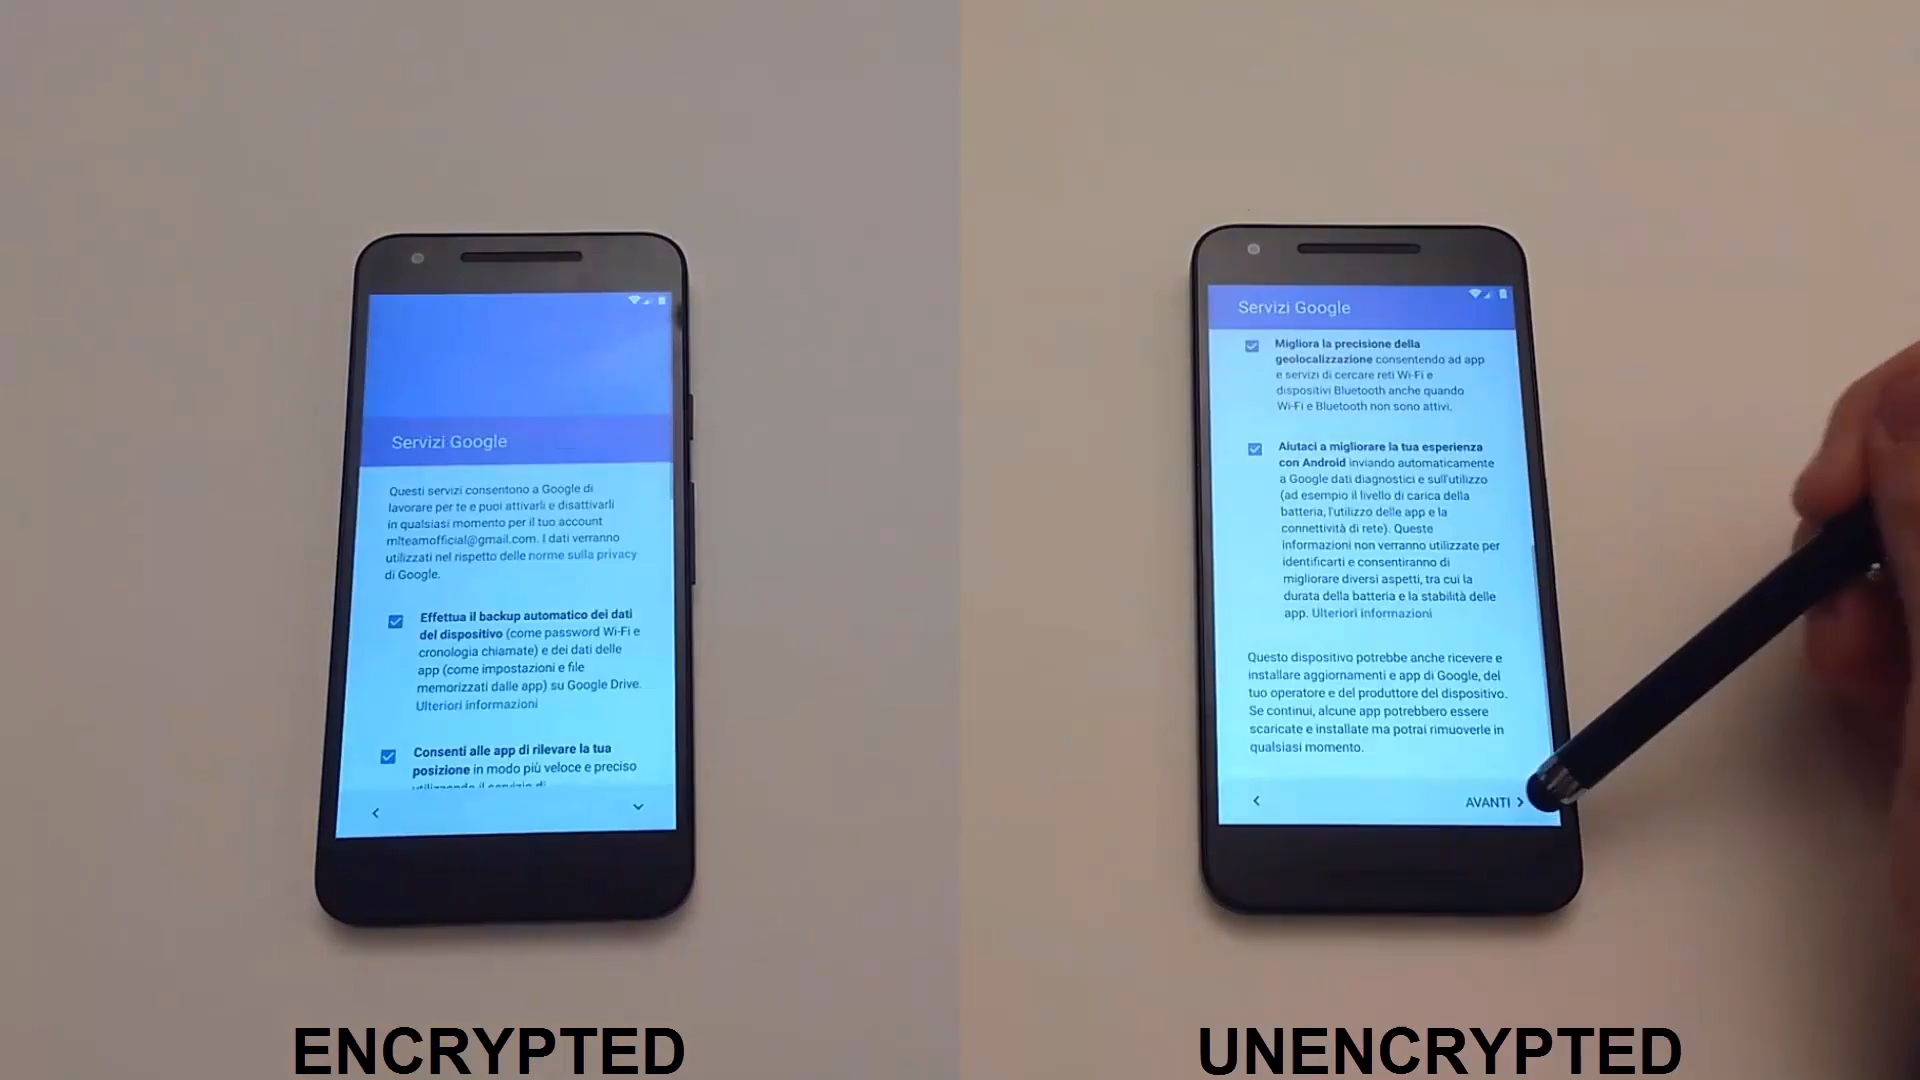 Servizi Google
Questi servizi consentono a Google di
lavorare per te e puoi attivarli e disattivarli
in qualsiasi momento per il tuo account
mlteamofficial@gmail.com. I dati verranno
utilizzati nel rispetto delle norme sulla privacy
di Google.
Effettua il backup automatico dei dati
del dispositivo (come password Wi-Fi e
cronologia chiamate) e dei dati delle
app (come impostazioni e file
memorizzati dalle app) su Google Drive.
Ulteriori informazioni
Consenti alle app di rilevare la tua
posizione in modo più veloce e preciso
utilizzando il servizio di
ENCRYPTED
Servizi Google
Migliora la precisione della
geolocalizzazione consentendo ad app
e servizi di cercare reti Wi-Fi e
dispositivi Bluetooth anche quando
Wi-Fi e Bluetooth non sono attivi.
Aiutaci a migliorare la tua esperienza
con Android inviando automaticamente
a Google dati diagnostici e sull'utilizzo
(ad esempio il livello di carica della
batteria, l'utilizzo delle app e la
connettività di rete). Queste
informazioni non verranno utilizzate per
identificarti e consentiranno di
migliorare diversi aspetti, tra cui la
durata della batteria e la stabilità delle
app. Ulteriori informazioni
Questo dispositivo potrebbe anche ricevere e
installare aggiornamenti e app di Google, del
tuo operatore e del produttore del dispositivo.
Se continui, alcune app potrebbero essere
scaricate e installate ma potrai rimuoverle in
qualsiasi momento.
AVANTI
UNENCRYPTED